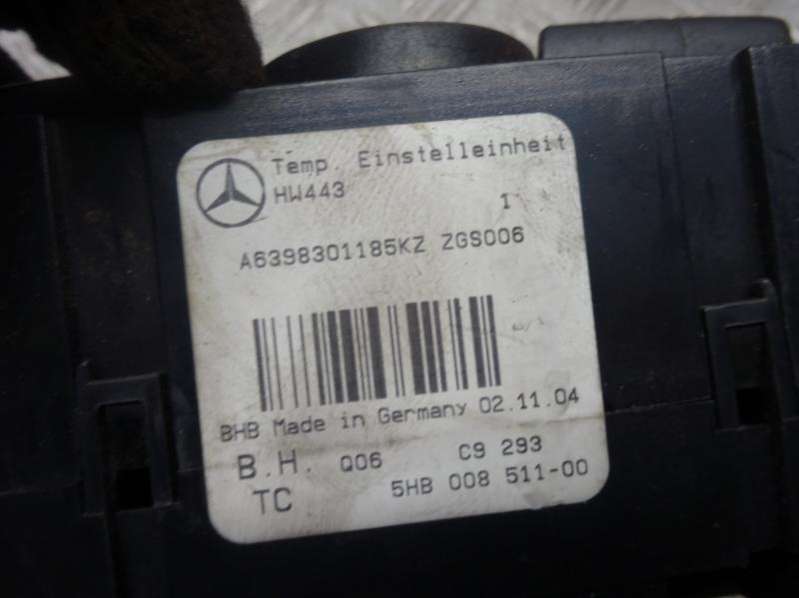 Temp. Einstelleinheit
HW443
1
A6398301185KZ ZGS006
BHB Made in Germany 02.11.04
B.H. Q06 C9 293
TC 5HB 008 511-00